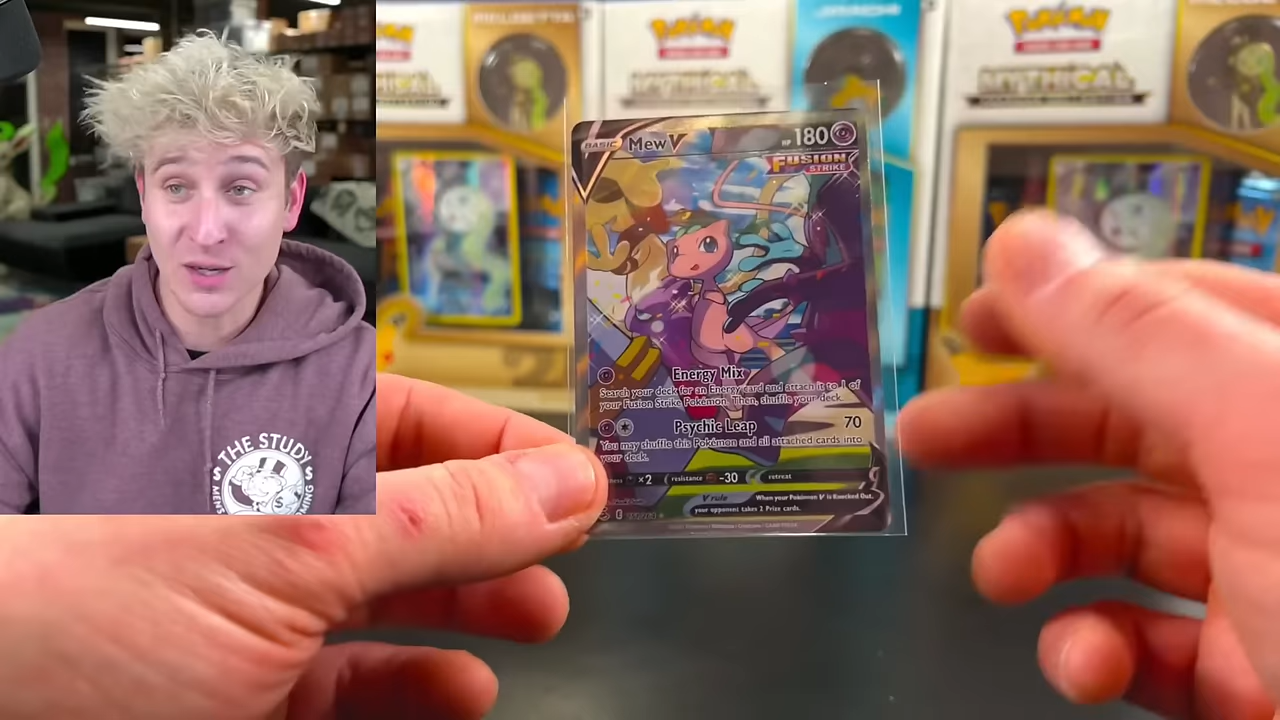 POKÉMON
MYTHICAL
POKÉMON
MYTHICAL
BASIC Mew V HP 180
FUSION
STRIKE
Energy Mix
Search your deck for an Energy card and attach it to 1 of
your Fusion Strike Pokémon. Then, shuffle your deck.
Psychic Leap 70
You may shuffle this Pokémon and all attached cards into
your deck.
×2 resistance -30 retreat
V rule When your Pokémon V is Knocked Out,
your opponent takes 2 Prize cards.
THE STUDY